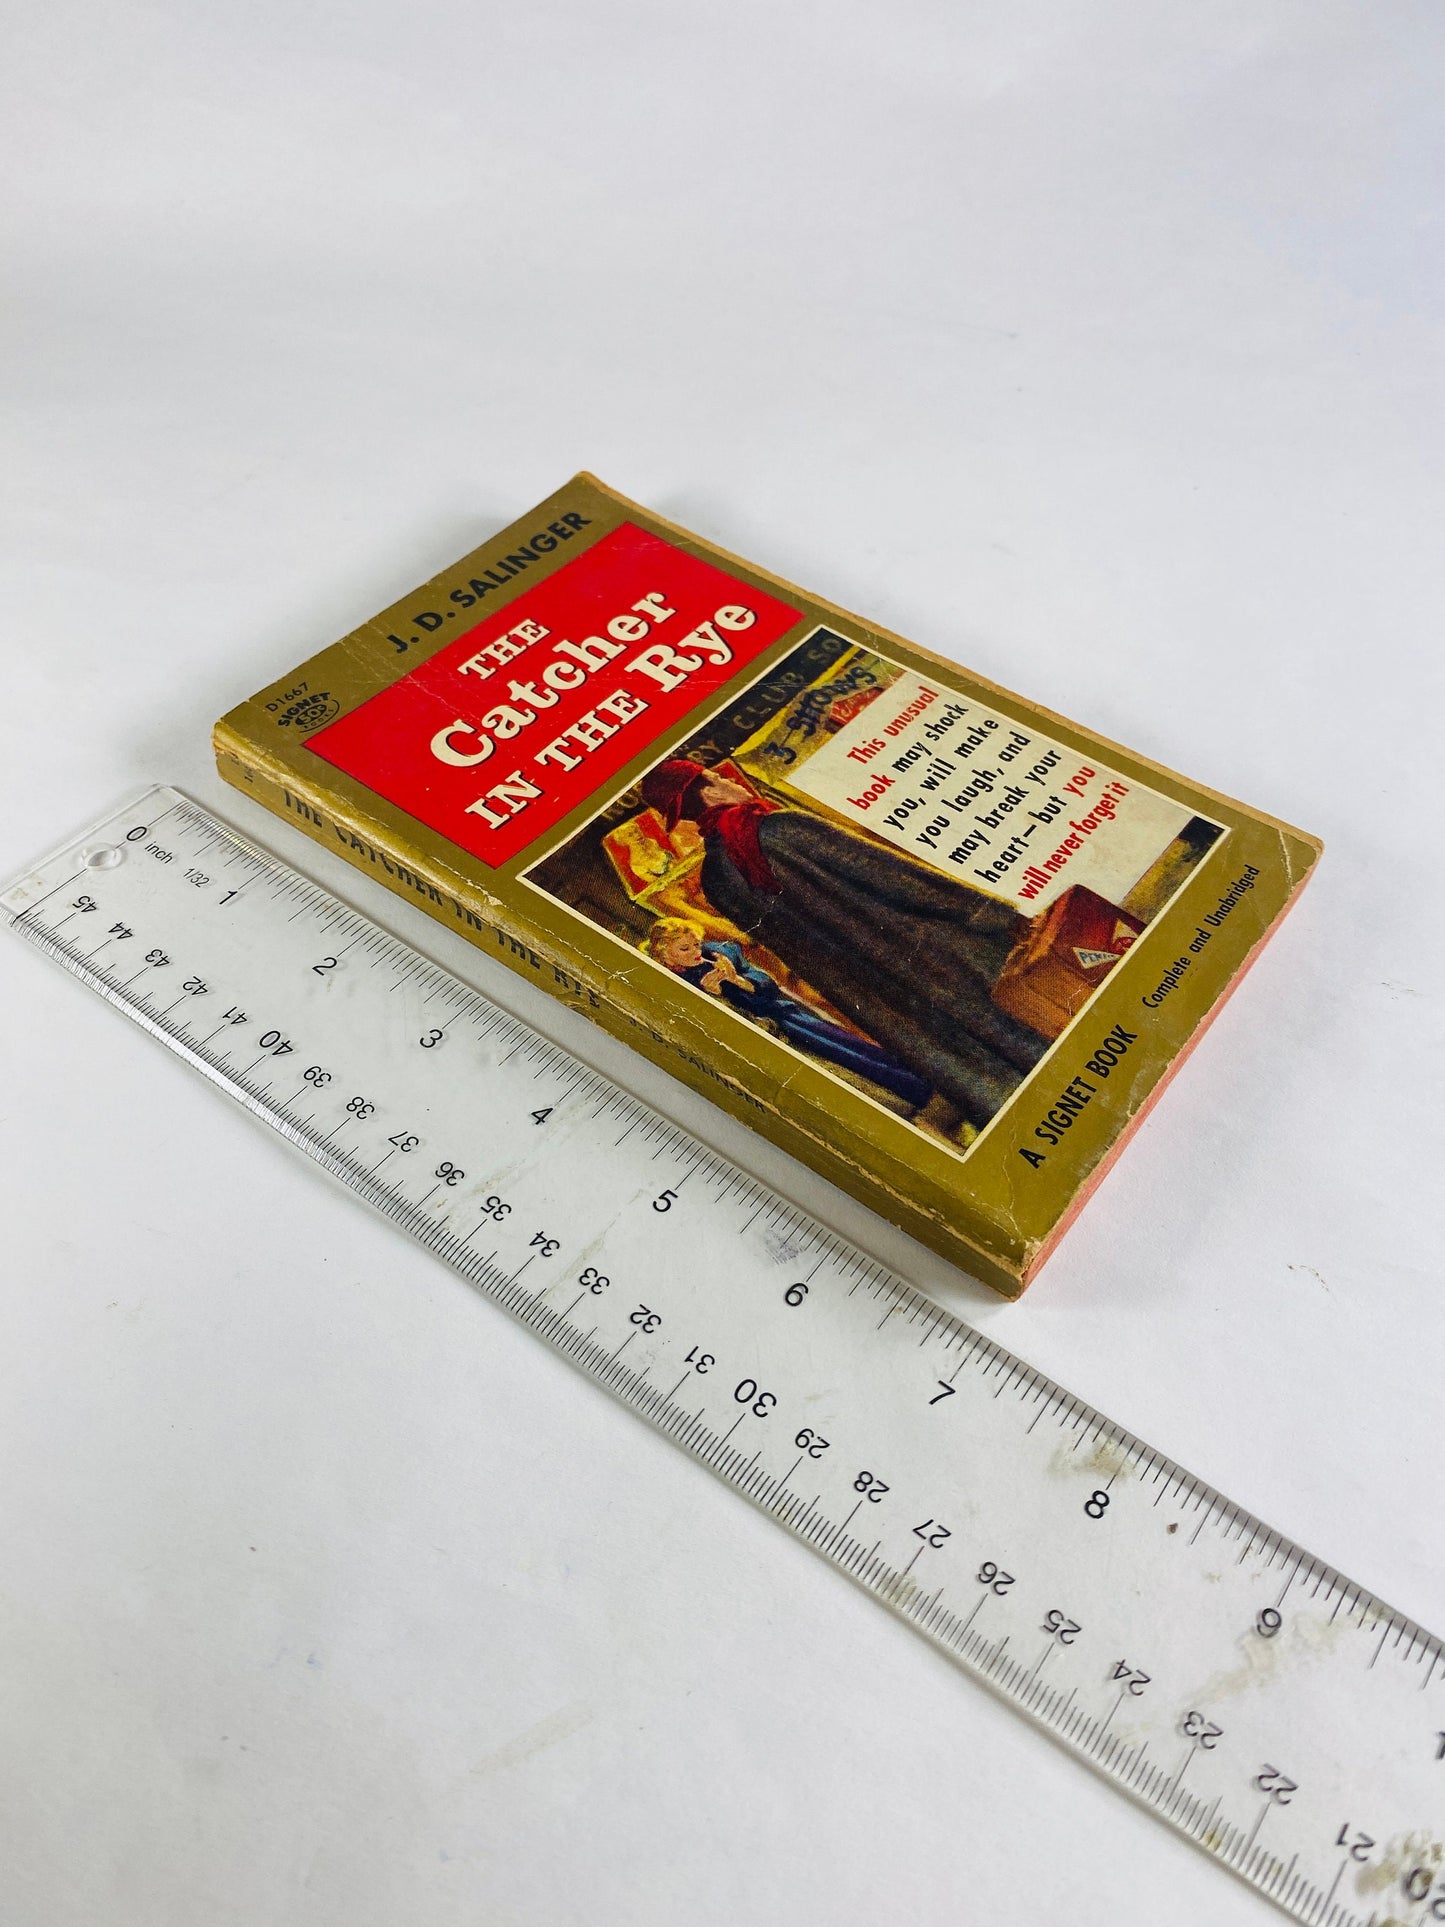 J. D. SALINGER
D1667
SIGNET
BOOKS
THE
Catcher
IN THE Rye
3-SHOWS
This unusual
book may shock
you, will make
you laugh, and
may break your
heart—but you
will never forget it
A SIGNET BOOK
Complete and Unabridged
THE CATCHER IN THE RYE J. D. SALINGER
0 inch 1/32 1 2 3 4 5 6 7 8 9
45 44 43 42 41 40 39 38 37 36 35 34 33 32 31 30 29 28 27 26 25 24 23 22 21 20